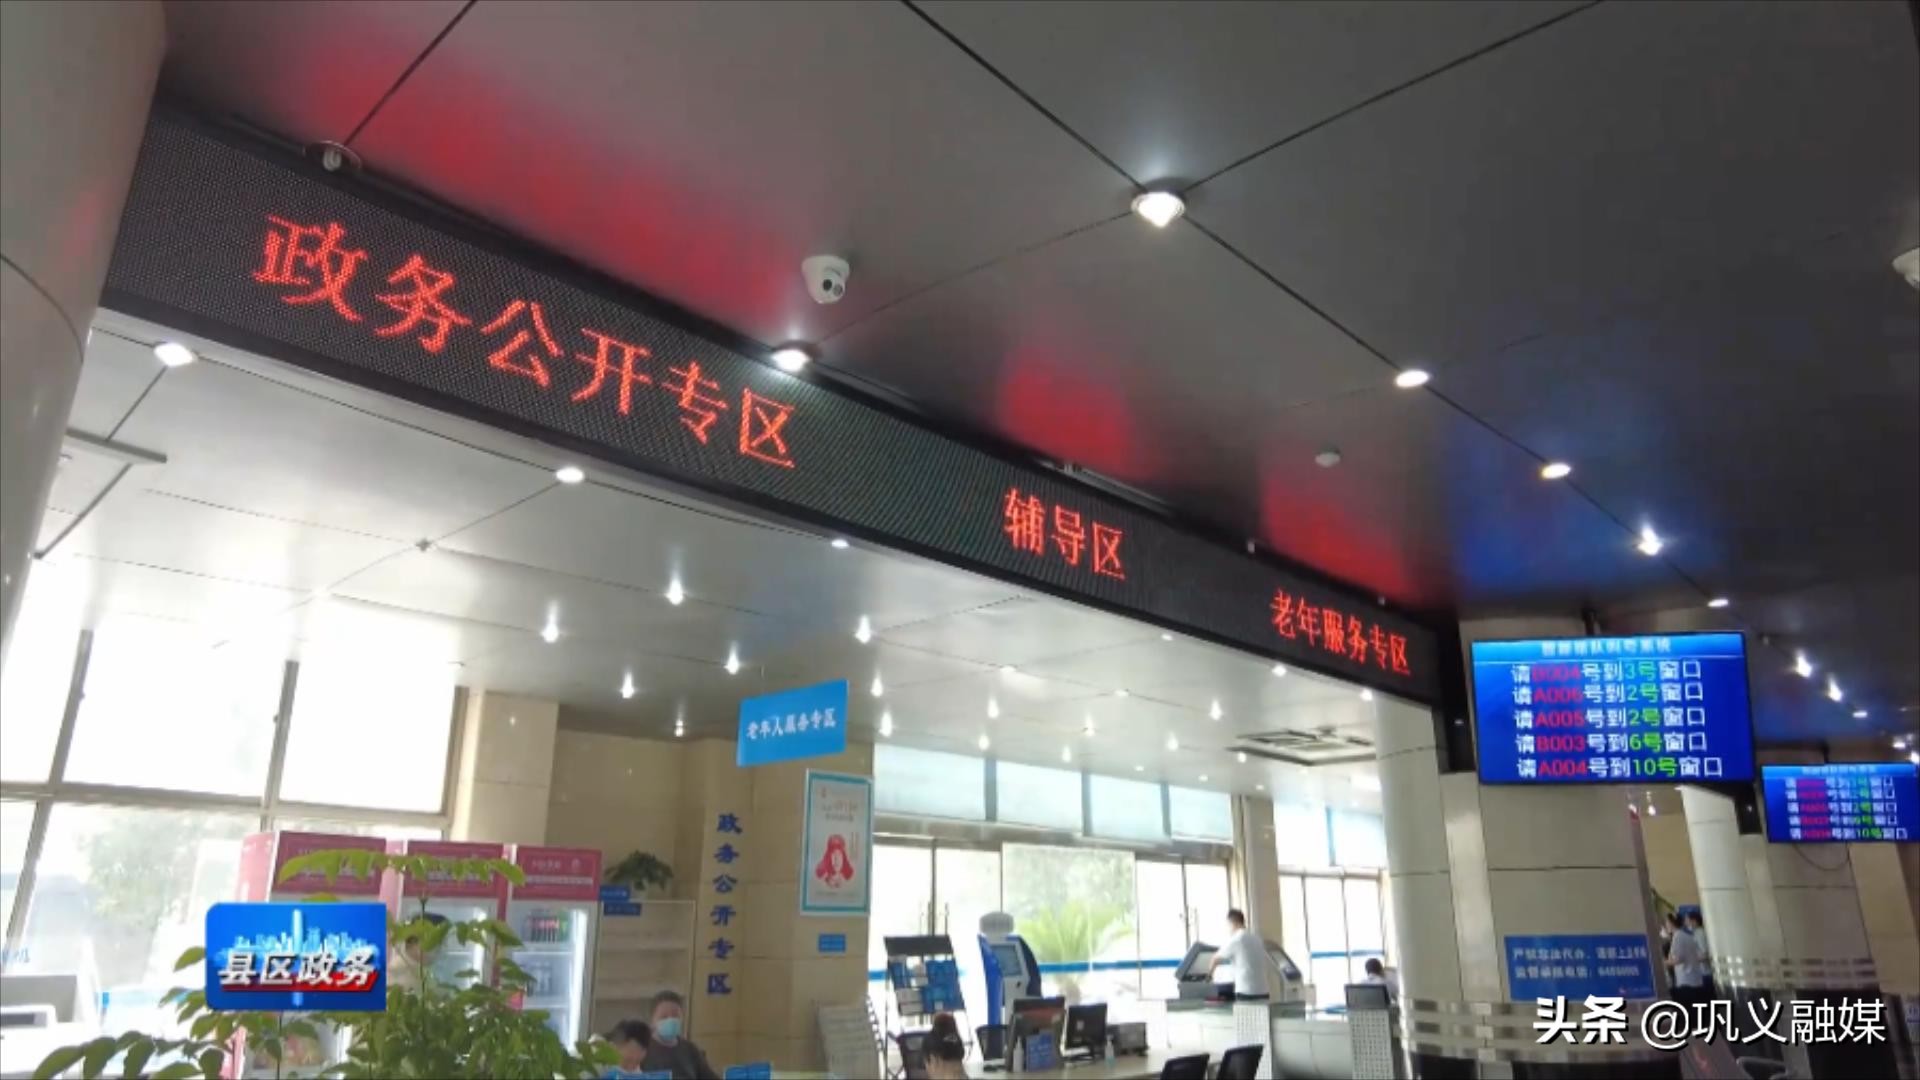 政务公开专区
辅导区
老年服务专区
请B004号到3号窗口
请A006号到2号窗口
请A005号到2号窗口
请B003号到6号窗口
请A004号到10号窗口
老年人服务专区
政务公开专区
县区政务
头条 @巩义融媒